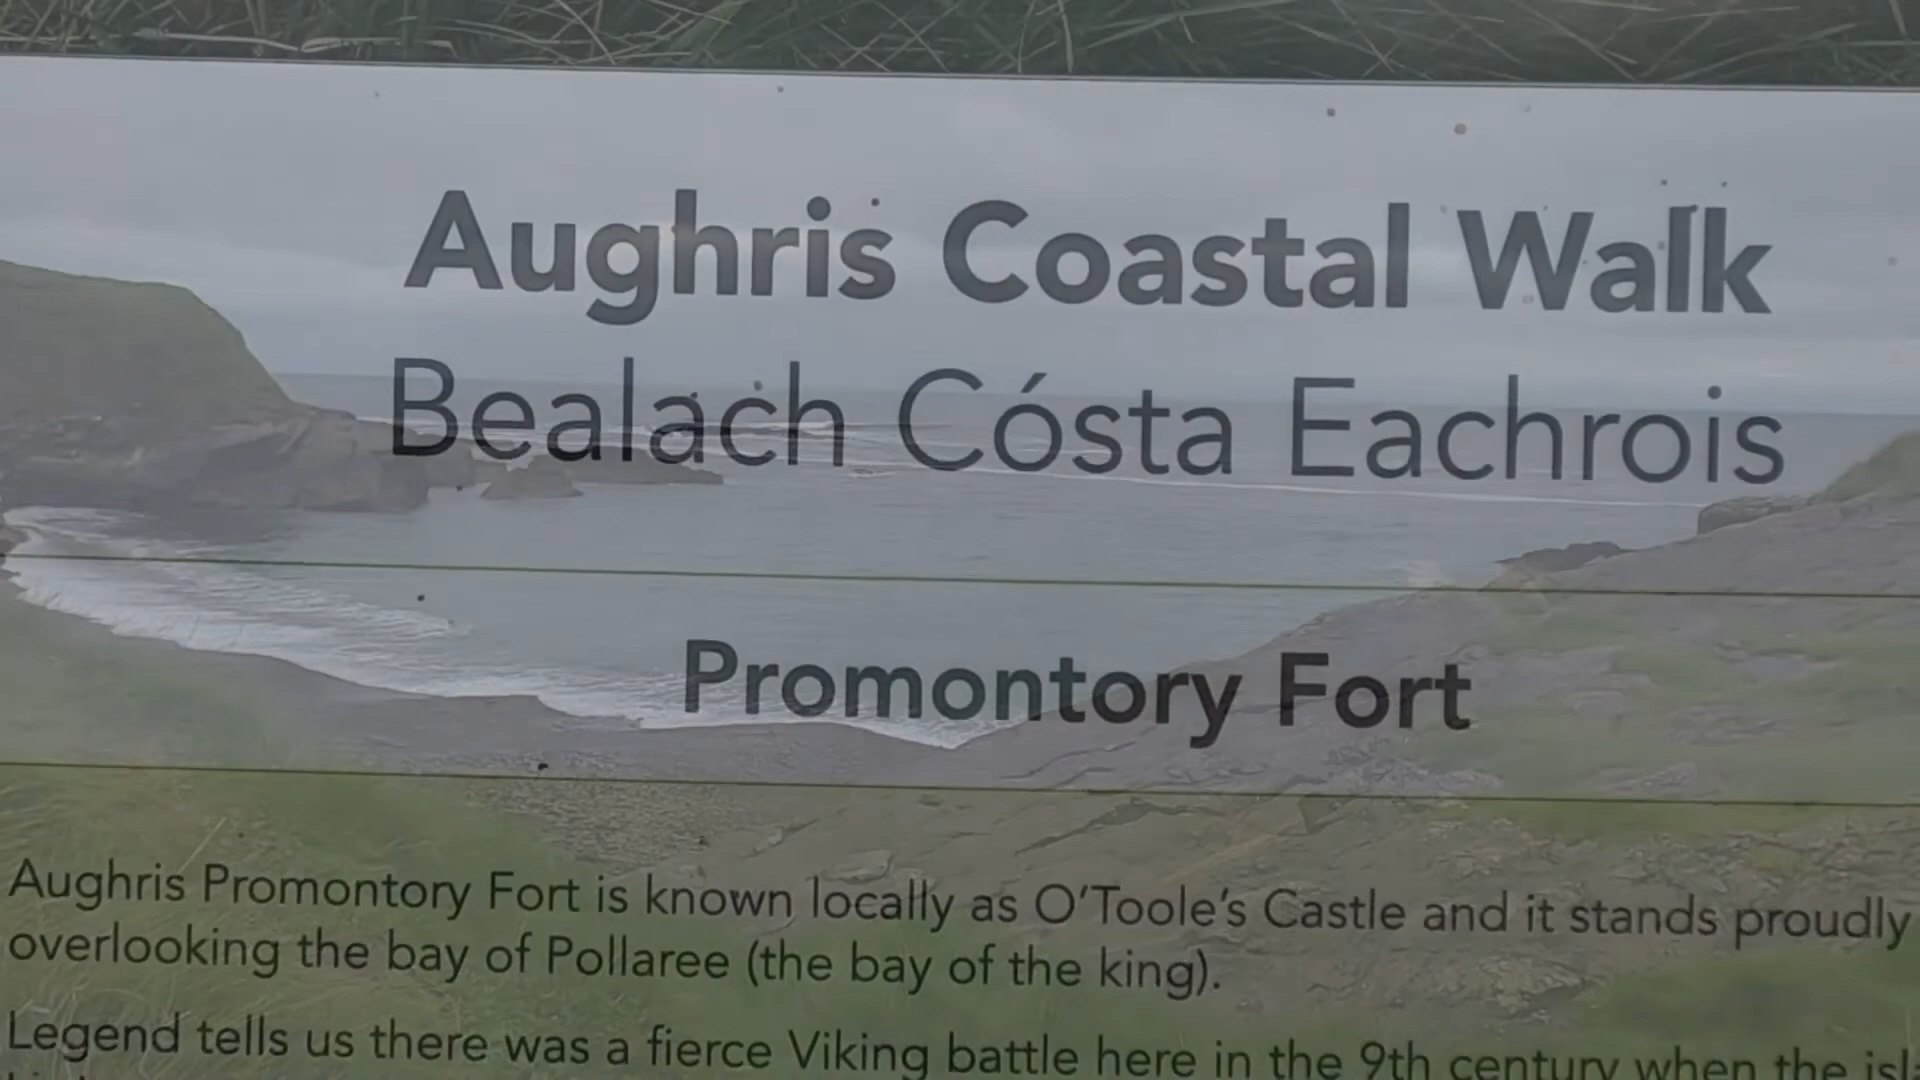 Aughris Coastal Walk
Bealach Cósta Eachrois
Promontory Fort
Aughris Promontory Fort is known locally as O'Toole's Castle and it stands proudly
overlooking the bay of Pollaree (the bay of the king).
Legend tells us there was a fierce Viking battle here in the 9th century when the